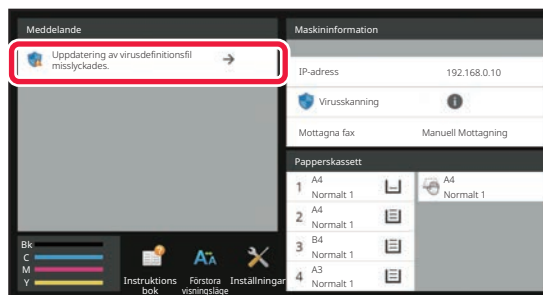 Meddelande
Uppdatering av virusdefinitionsfil
misslyckades.
Maskininformation
IP-adress 192.168.0.10
Virusskanning
Mottagna fax Manuell Mottagning
Papperskassett
1 A4
Normalt 1
A4
Normalt 1
2 A4
Normalt 1
3 B4
Normalt 1
4 A3
Normalt 1
Bk
C
M
Y
Instruktions
bok
Förstora
visningsläge
Inställningar